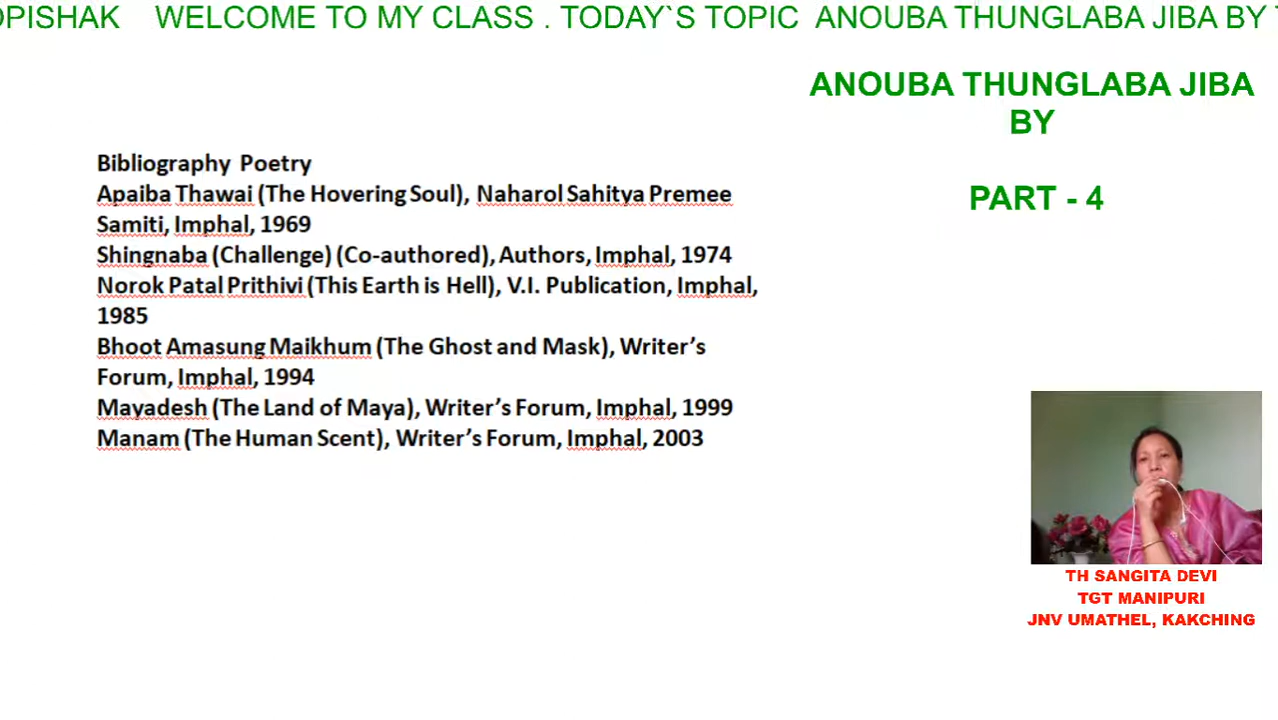 OPISHAK WELCOME TO MY CLASS . TODAY`S TOPIC ANOUBA THUNGLABA JIBA BY
ANOUBA THUNGLABA JIBA
BY
PART - 4
Bibliography Poetry
Apaiba Thawai (The Hovering Soul), Naharol Sahitya Premee
Samiti, Imphal, 1969
Shingnaba (Challenge) (Co-authored), Authors, Imphal, 1974
Norok Patal Prithivi (This Earth is Hell), V.I. Publication, Imphal,
1985
Bhoot Amasung Maikhum (The Ghost and Mask), Writer’s
Forum, Imphal, 1994
Mayadesh (The Land of Maya), Writer’s Forum, Imphal, 1999
Manam (The Human Scent), Writer’s Forum, Imphal, 2003
TH SANGITA DEVI
TGT MANIPURI
JNV UMATHEL, KAKCHING